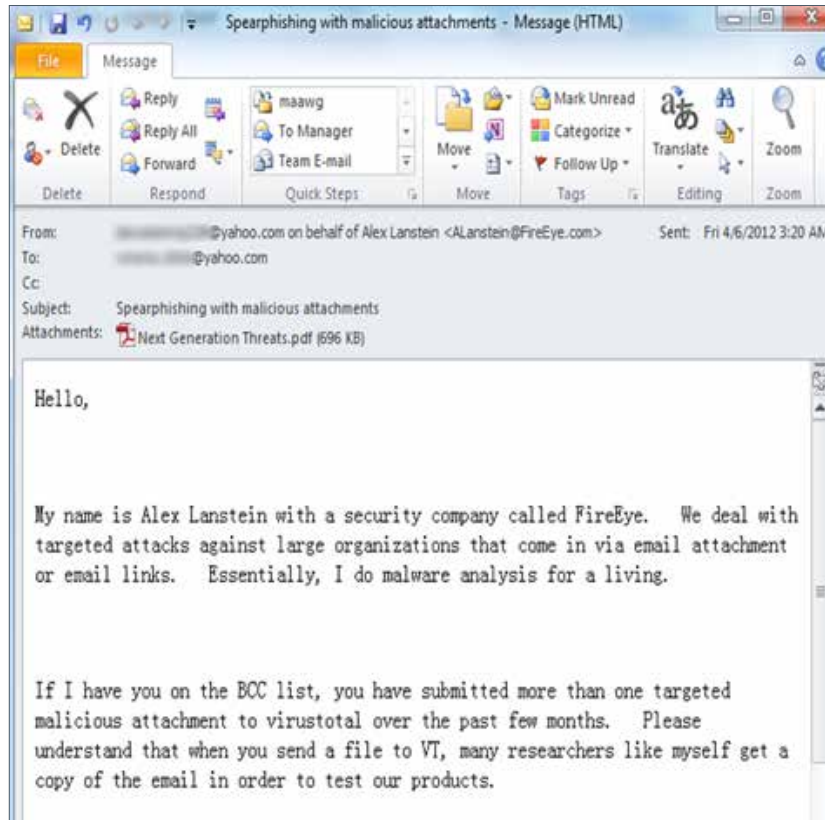 Spearphishing with malicious attachments - Message (HTML)
File Message
Delete
Reply
Reply All
Forward
maawg
To Manager
Team E-mail
Move
Mark Unread
Categorize
Follow Up
Translate
Zoom
Delete Respond Quick Steps Move Tags Editing Zoom
From: @yahoo.com on behalf of Alex Lanstein <ALanstein@FireEye.com> Sent: Fri 4/6/2012 3:20 AM
To: @yahoo.com
Cc:
Subject: Spearphishing with malicious attachments
Attachments: Next Generation Threats.pdf (696 KB)
Hello,
My name is Alex Lanstein with a security company called FireEye. We deal with
targeted attacks against large organizations that come in via email attachment
or email links. Essentially, I do malware analysis for a living.
If I have you on the BCC list, you have submitted more than one targeted
malicious attachment to virustotal over the past few months. Please
understand that when you send a file to VT, many researchers like myself get a
copy of the email in order to test our products.